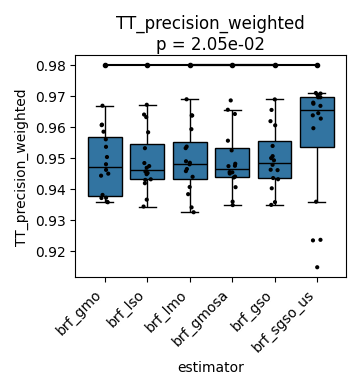 TT_precision_weighted
p = 2.05e-02
TT_precision_weighted
0.98
0.97
0.96
0.95
0.94
0.93
0.92
brf_gmo
brf_lso
brf_lmo
brf_gmosa
brf_gso
brf_sgso_us
estimator